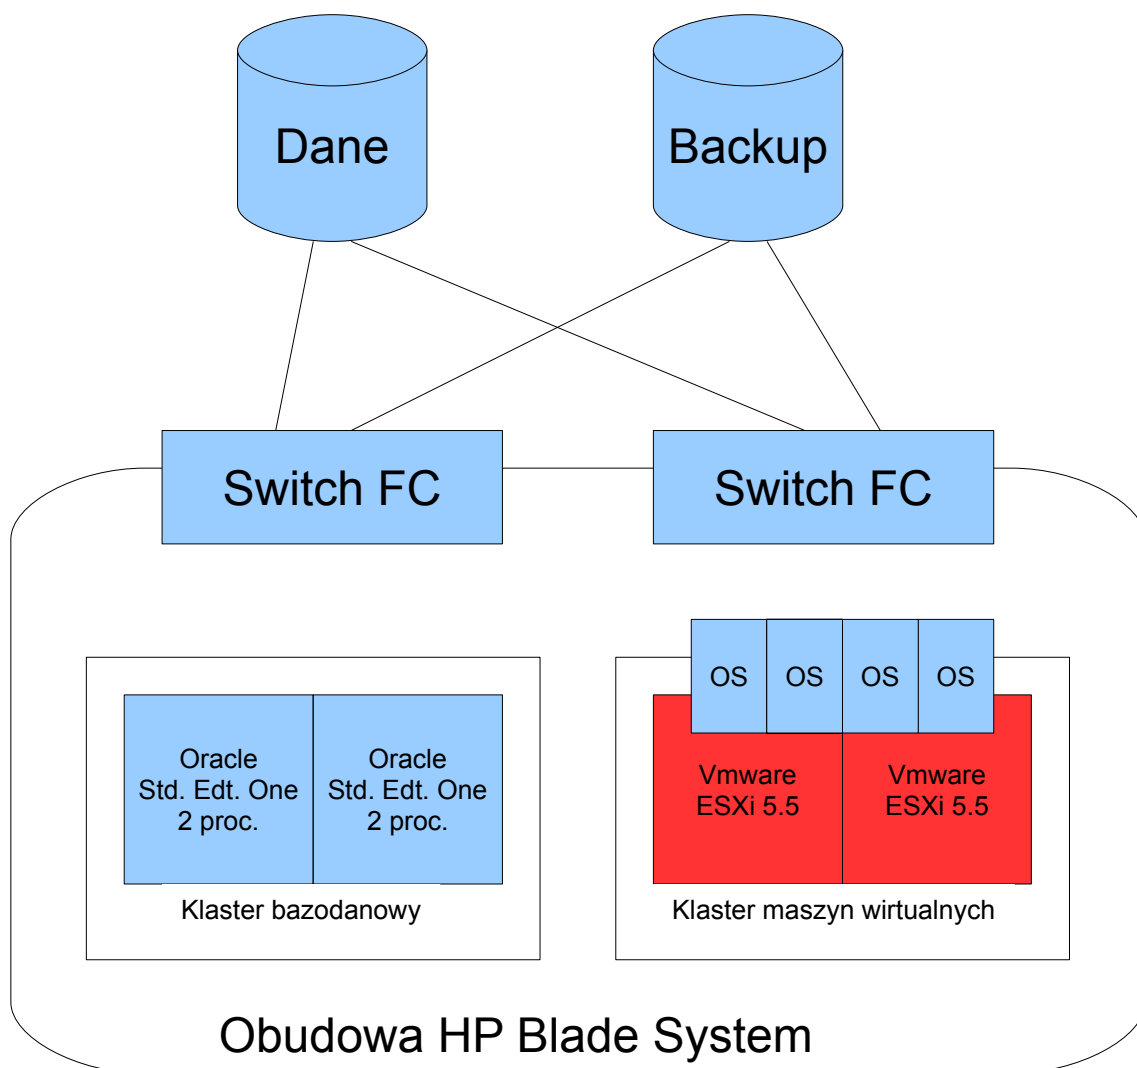 Dane
Backup
Switch FC
Switch FC
OS
OS
OS
OS
Oracle
Std. Edt. One
2 proc.
Oracle
Std. Edt. One
2 proc.
Vmware
ESXi 5.5
Vmware
ESXi 5.5
Klaster bazodanowy
Klaster maszyn wirtualnych
Obudowa HP Blade System